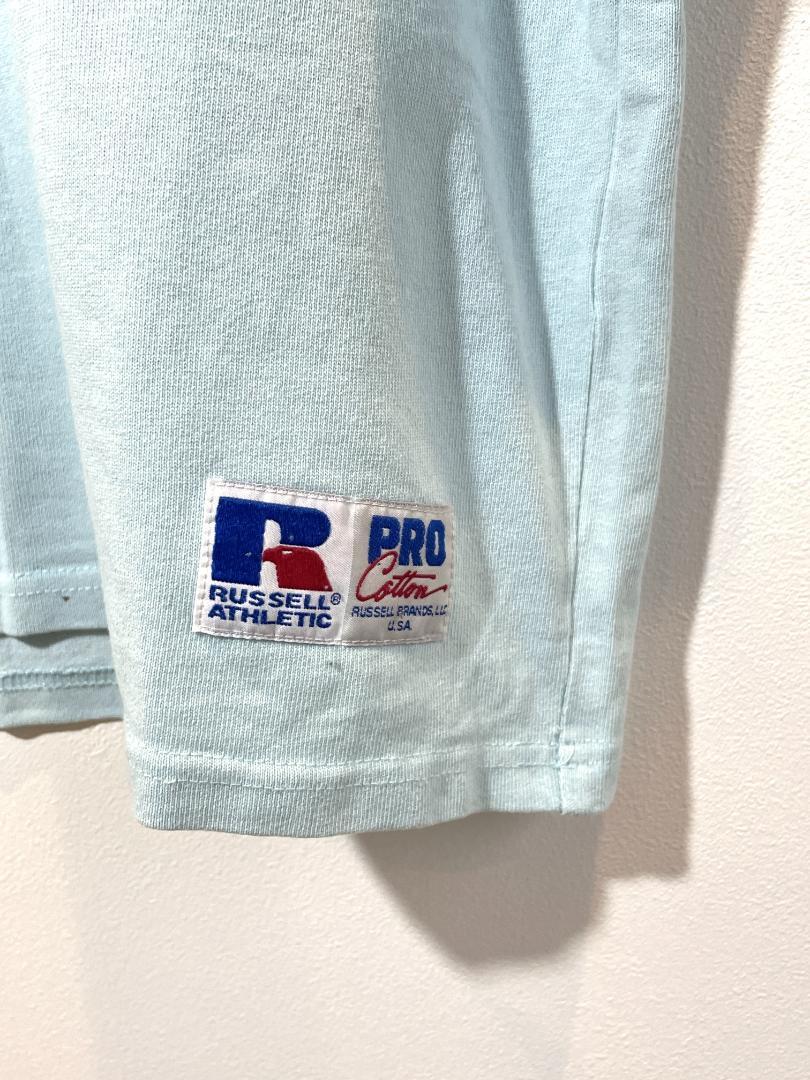 RUSSELL®
ATHLETIC
PRO
Cotton
RUSSELL BRANDS, LLC
U.S.A.